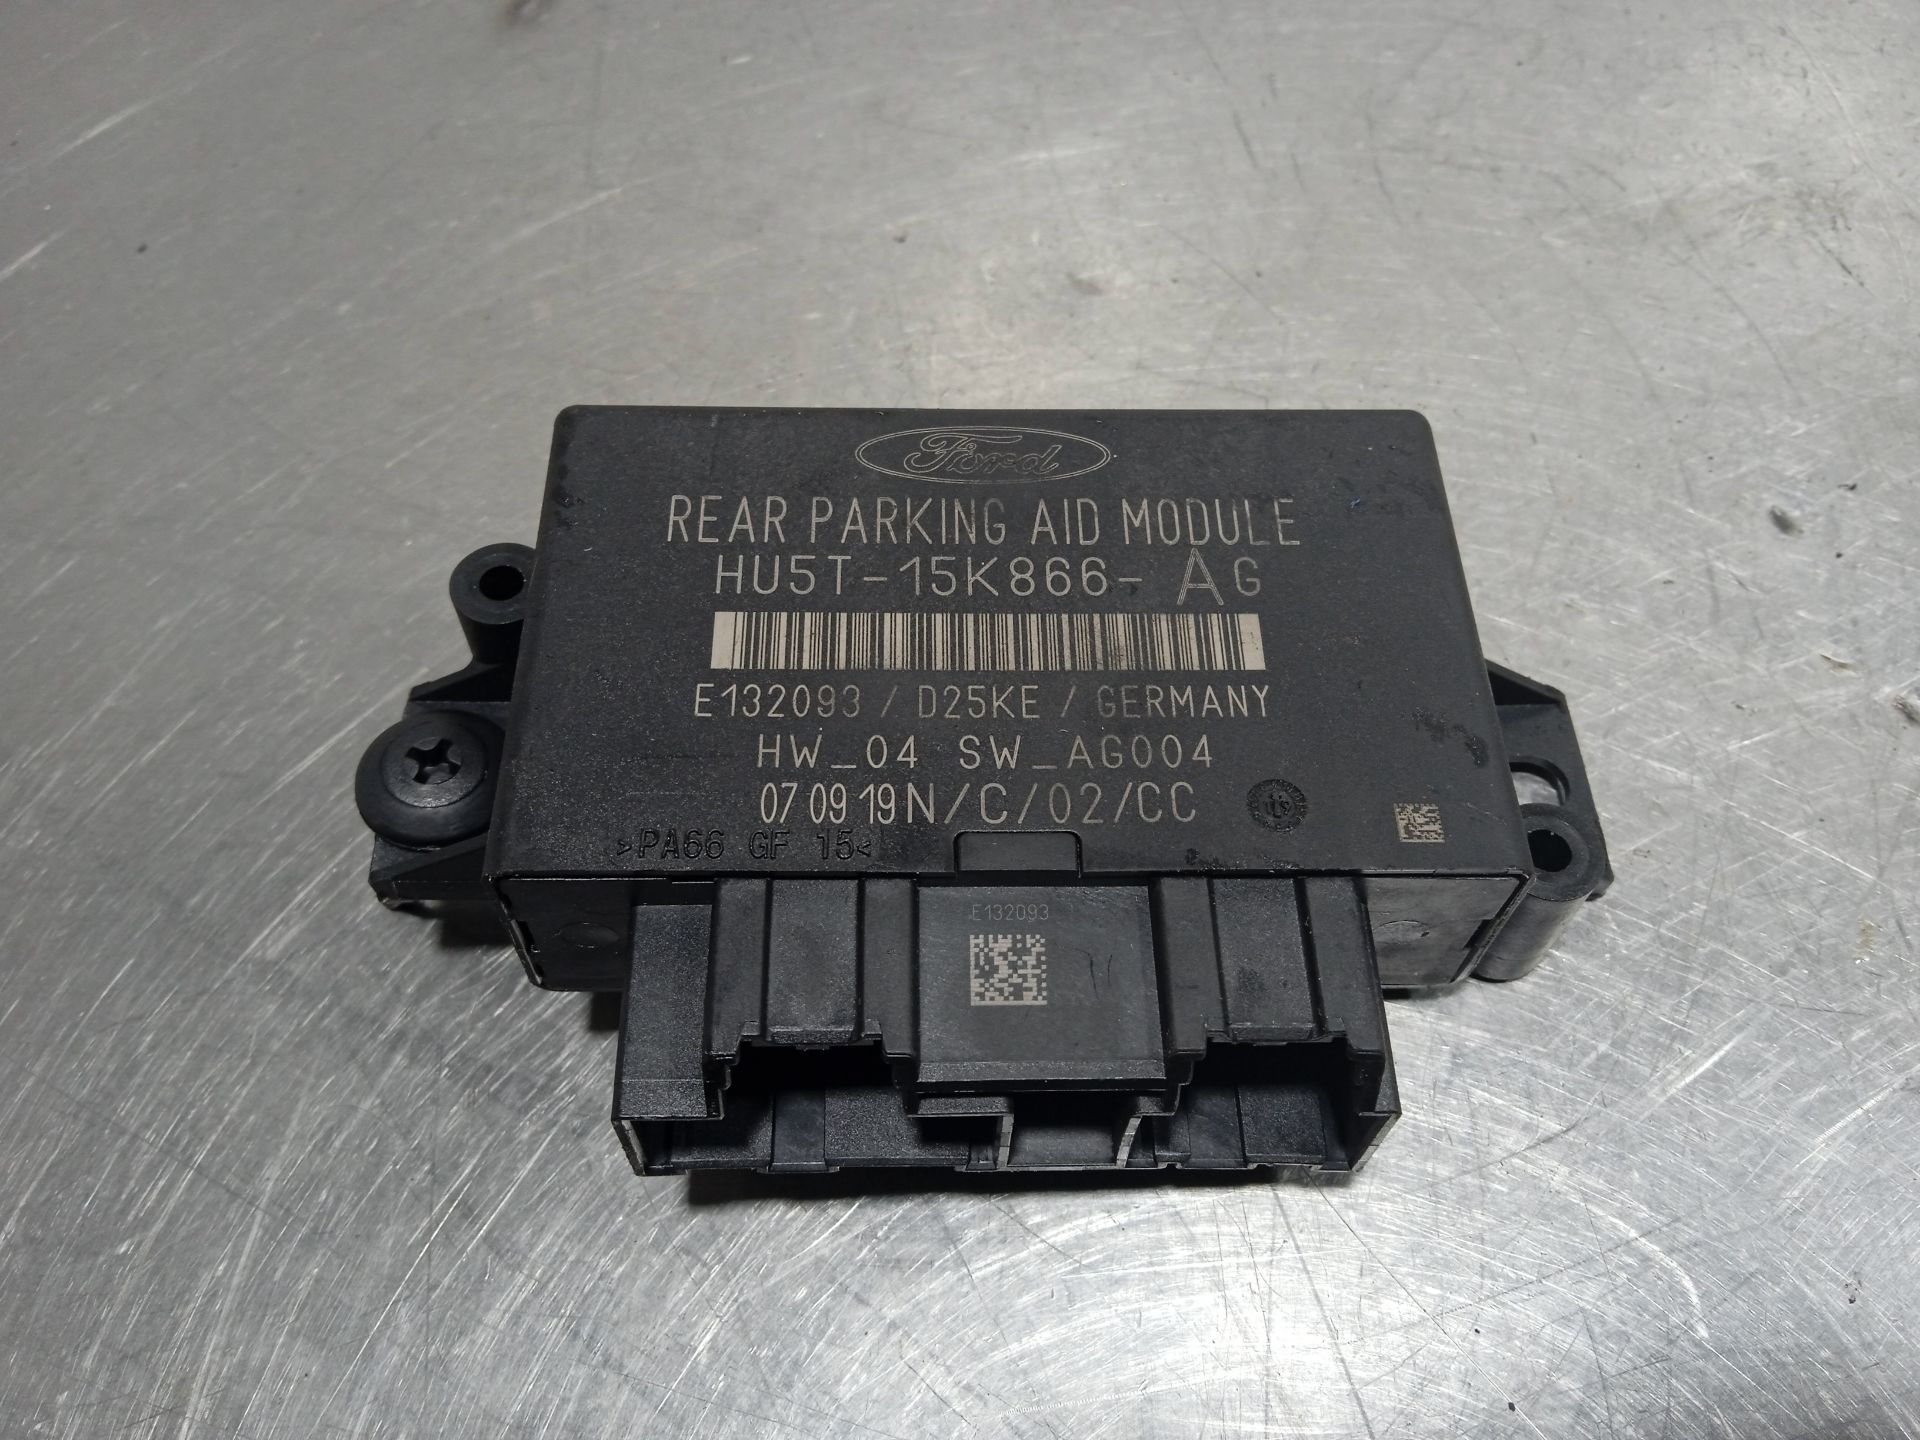 Ford
REAR PARKING AID MODULE
HU5T-15K866-AG
E132093/D25KE/GERMANY
HW_04 SW_AG004
07 09 19N/C/02/CC
>PA66 GF 15<
E132093